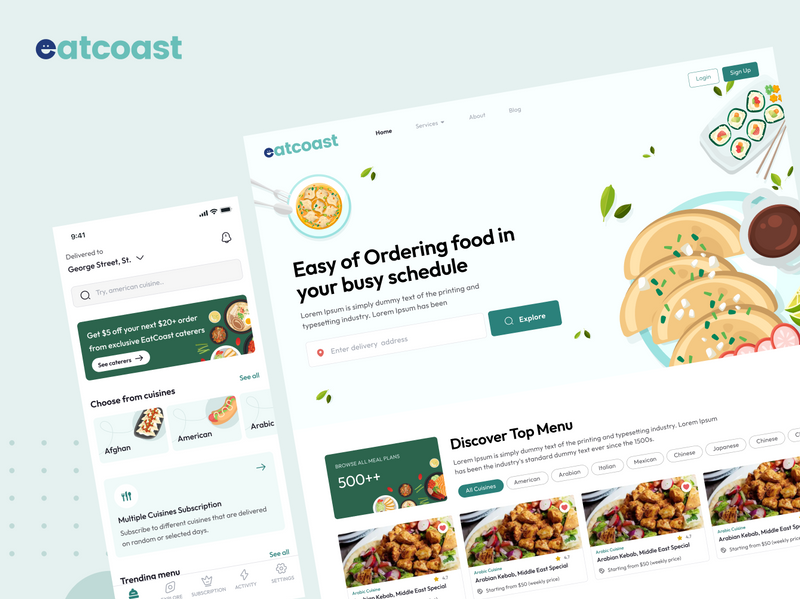 eatcoast
Login
Sign Up
eatcoast
Home
Services
About
Blog
Easy of Ordering food in
your busy schedule
Lorem Ipsum is simply dummy text of the printing and
typesetting industry. Lorem Ipsum has been
Enter delivery address
Explore
9:41
Delivered to
George Street, St.
Try, american cuisine...
Get $5 off your next $20+ order
from exclusive EatCoast caterers
See caterers
Choose from cuisines
See all
Afghan
American
Arabic
Multiple Cuisines Subscription
Subscribe to different cuisines that are delivered
on random or selected days.
Trending menu
See all
EXPLORE
SUBSCRIPTION
ACTIVITY
SETTINGS
BROWSE ALL MEAL PLANS
500++
Discover Top Menu
Lorem Ipsum is simply dummy text of the printing and typesetting industry. Lorem Ipsum
has been the industry's standard dummy text ever since the 1500s.
All Cuisines
American
Arabian
Italian
Mexican
Chinese
Japanese
Chinese
Arabic Cuisine
4.7
Arabian Kebab, Middle East Special
Starting from $50 (weekly price)
Arabic Cuisine
4.7
Arabian Kebab, Middle East Special
Starting from $50 (weekly price)
Arabic Cuisine
4.7
Arabian Kebab, Middle East Special
Starting from $50 (weekly price)
Arabic Cuisine
Arabian Kebab, Middle East Special
Starting from $50 (weekly price)